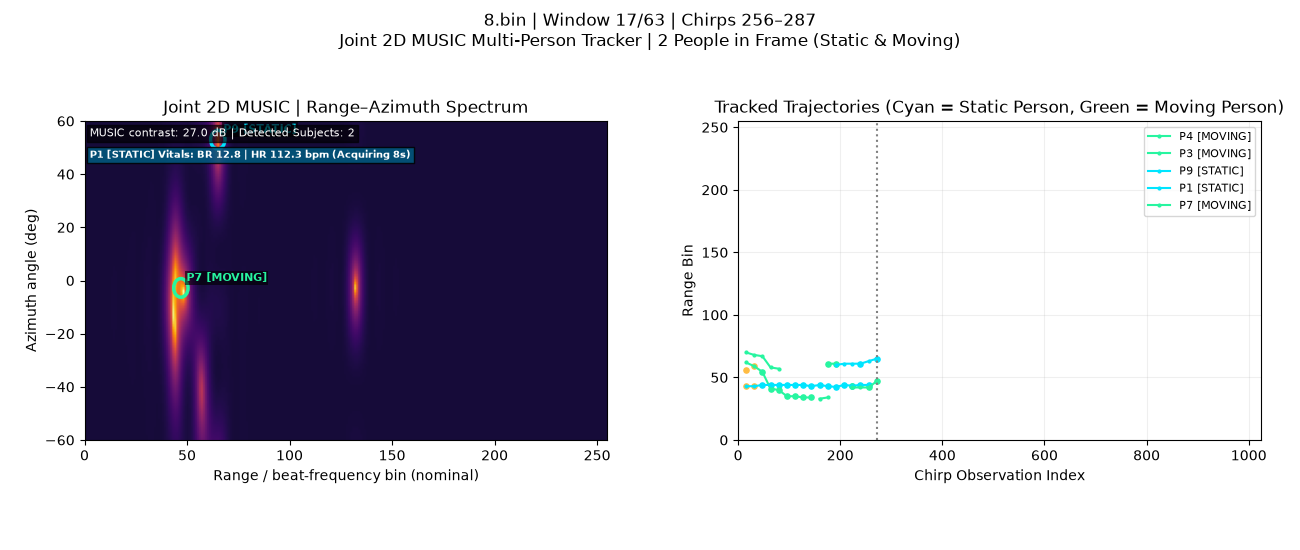 8.bin | Window 17/63 | Chirps 256–287
Joint 2D MUSIC Multi-Person Tracker | 2 People in Frame (Static & Moving)
Joint 2D MUSIC | Range–Azimuth Spectrum
MUSIC contrast: 27.0 dB | Detected Subjects: 2
P1 [STATIC] Vitals: BR 12.8 | HR 112.3 bpm (Acquiring 8s)
P9 [STATIC]
P7 [MOVING]
60
40
20
0
−20
−40
−60
Azimuth angle (deg)
0 50 100 150 200 250
Range / beat-frequency bin (nominal)
Tracked Trajectories (Cyan = Static Person, Green = Moving Person)
P4 [MOVING]
P3 [MOVING]
P9 [STATIC]
P1 [STATIC]
P7 [MOVING]
250
200
150
100
50
0
Range Bin
0 200 400 600 800 1000
Chirp Observation Index